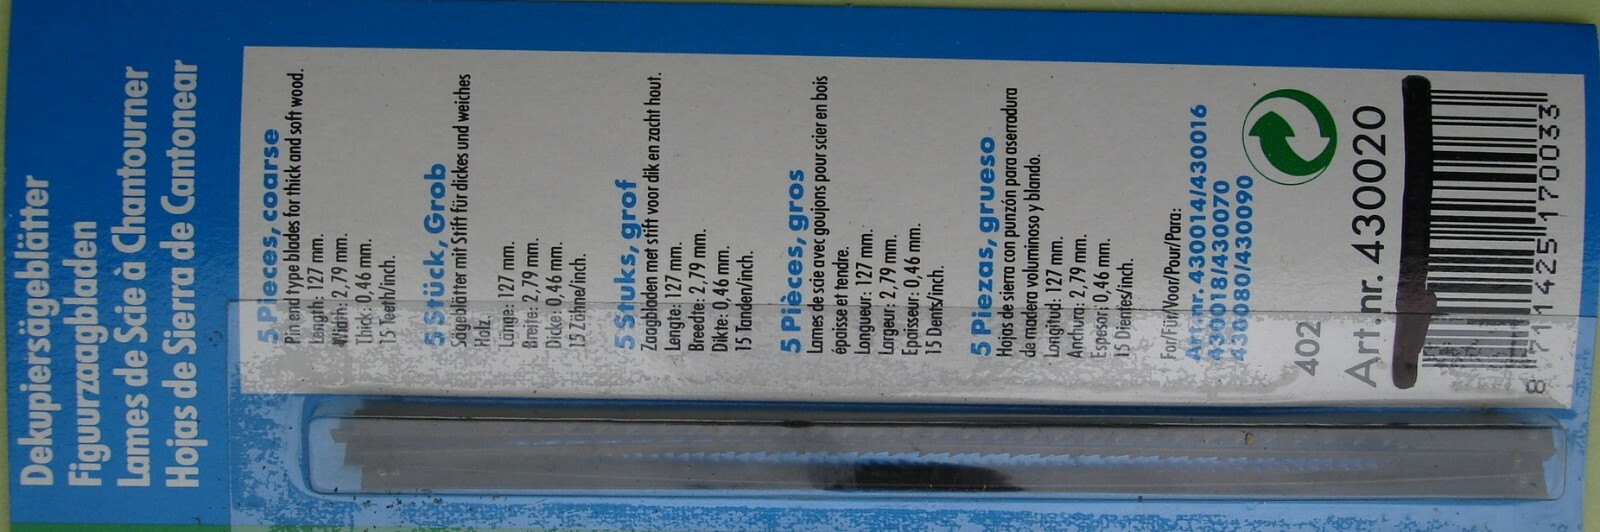 Dekupiersägeblätter
Figuurzaagbladen
Lames de Scie à Chantourner
Hojas de Sierra de Cantonear
5 Pieces, coarse
Pin end type blades for thick and soft wood.
Length: 127 mm.
Width: 2,79 mm.
Thick: 0,46 mm.
15 Teeth/inch.
5 Stück, Grob
Sägeblätter mit Stift für dickes und weiches
Holz.
Länge: 127 mm.
Breite: 2,79 mm.
Dicke: 0,46 mm.
15 Zähne/inch.
5 Stuks, grof
Zaagbladen met stift voor dik en zacht hout.
Lengte: 127 mm.
Breedte: 2,79 mm.
Dikte: 0,46 mm.
15 Tanden/inch.
5 Pièces, gros
Lames de scie avec goujons pour scier en bois
épaisse et tendre.
Longueur: 127 mm.
Largeur: 2,79 mm.
Epaisseur: 0,46 mm.
15 Dents/inch.
5 Piezas, grueso
Hojas de sierra con punzón para aserradura
de madera voluminoso y blando.
Longitud: 127 mm.
Anchura: 2,79 mm.
Espesor: 0,46 mm.
15 Dientes/inch.
For/Für/Voor/Pour/Para:
Art.nr. 430014/430016
430018/430070
430080/430090
402
Art.nr. 430020
8 711425 170033